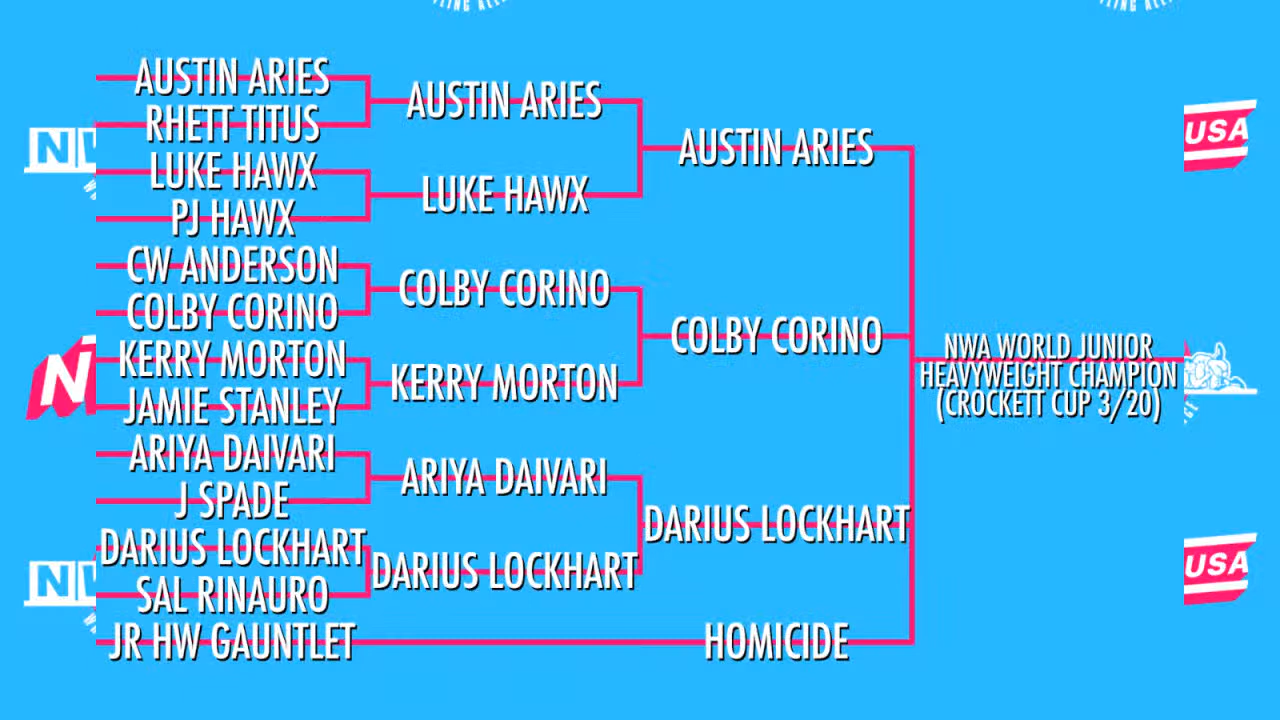 AUSTIN ARIES
RHETT TITUS
LUKE HAWX
PJ HAWX
CW ANDERSON
COLBY CORINO
KERRY MORTON
JAMIE STANLEY
ARIYA DAIVARI
J SPADE
DARIUS LOCKHART
SAL RINAURO
JR HW GAUNTLET
AUSTIN ARIES
LUKE HAWX
COLBY CORINO
KERRY MORTON
ARIYA DAIVARI
DARIUS LOCKHART
AUSTIN ARIES
COLBY CORINO
DARIUS LOCKHART
HOMICIDE
NWA WORLD JUNIOR
HEAVYWEIGHT CHAMPION
(CROCKETT CUP 3/20)
USA
USA